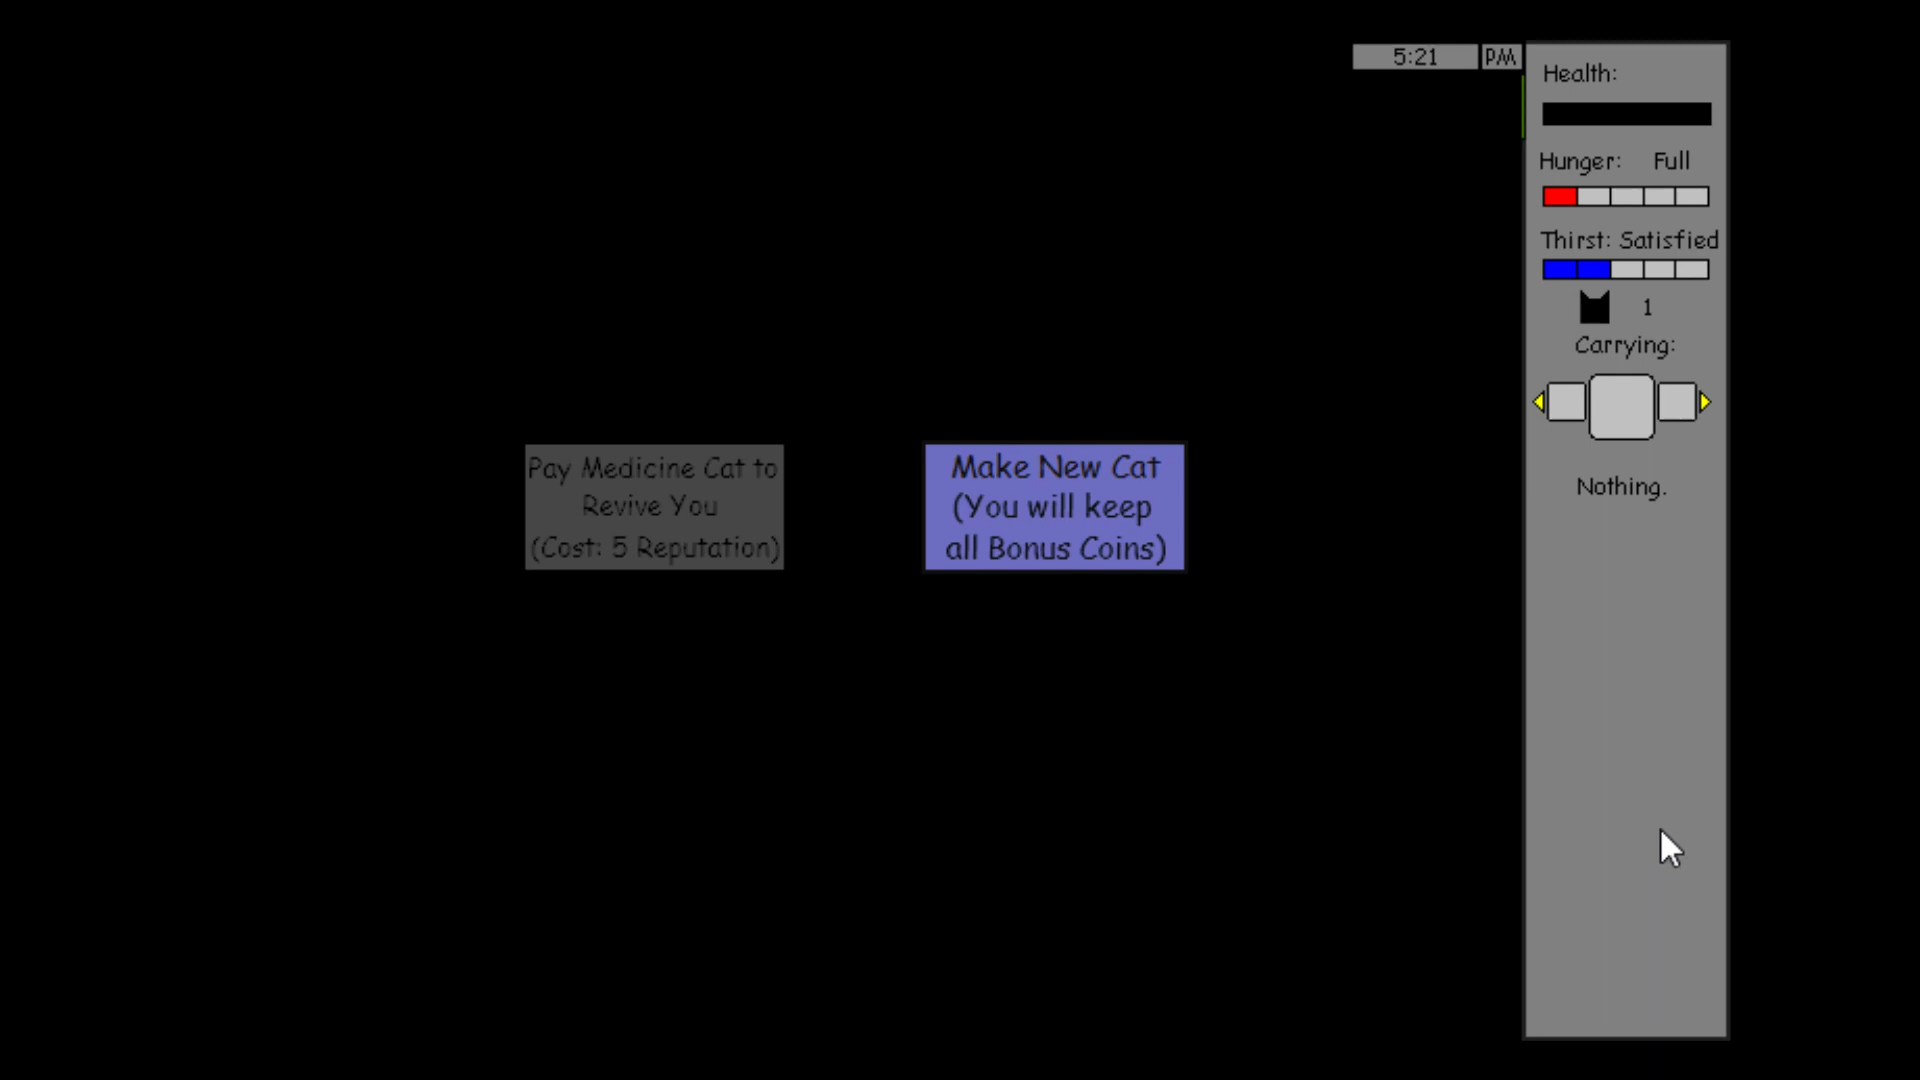 5:21 PM
Health:
Hunger: Full
Thirst: Satisfied
1
Carrying:
Nothing.
Pay Medicine Cat to
Revive You
(Cost: 5 Reputation)
Make New Cat
(You will keep
all Bonus Coins)